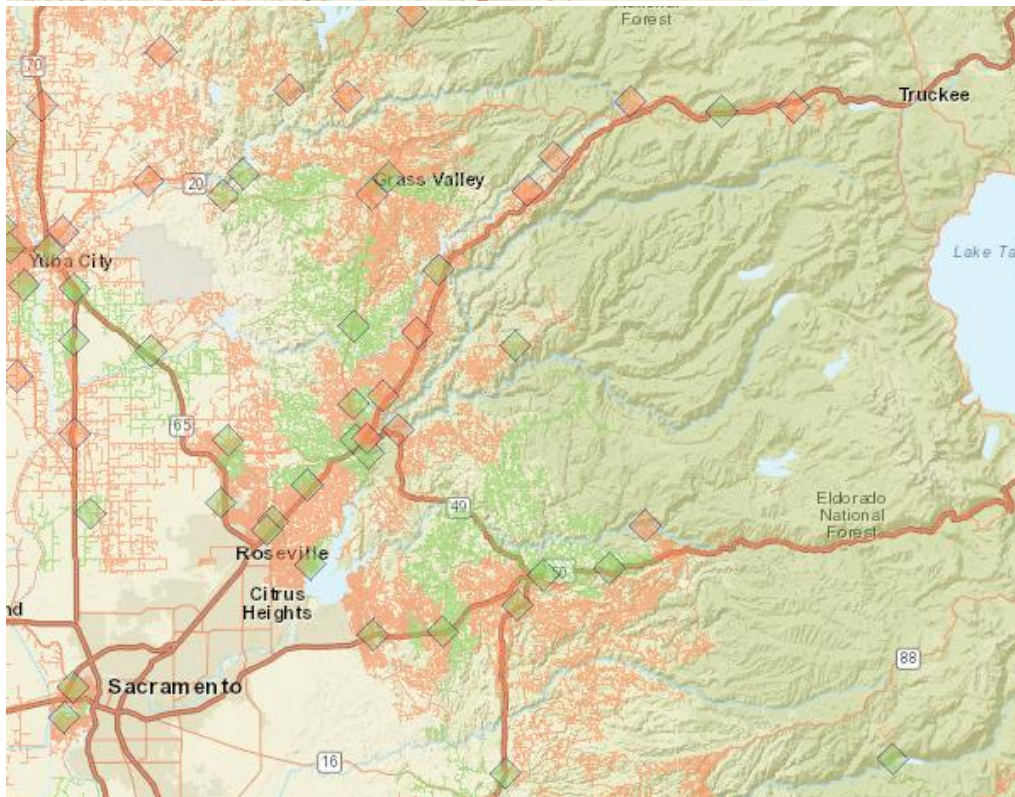 National
Forest
70
Truckee
Grass Valley
20
Lake Ta
Yuba City
65
49
Eldorado
National
Forest
Roseville
50
Citrus
Heights
nd
88
Sacramento
16